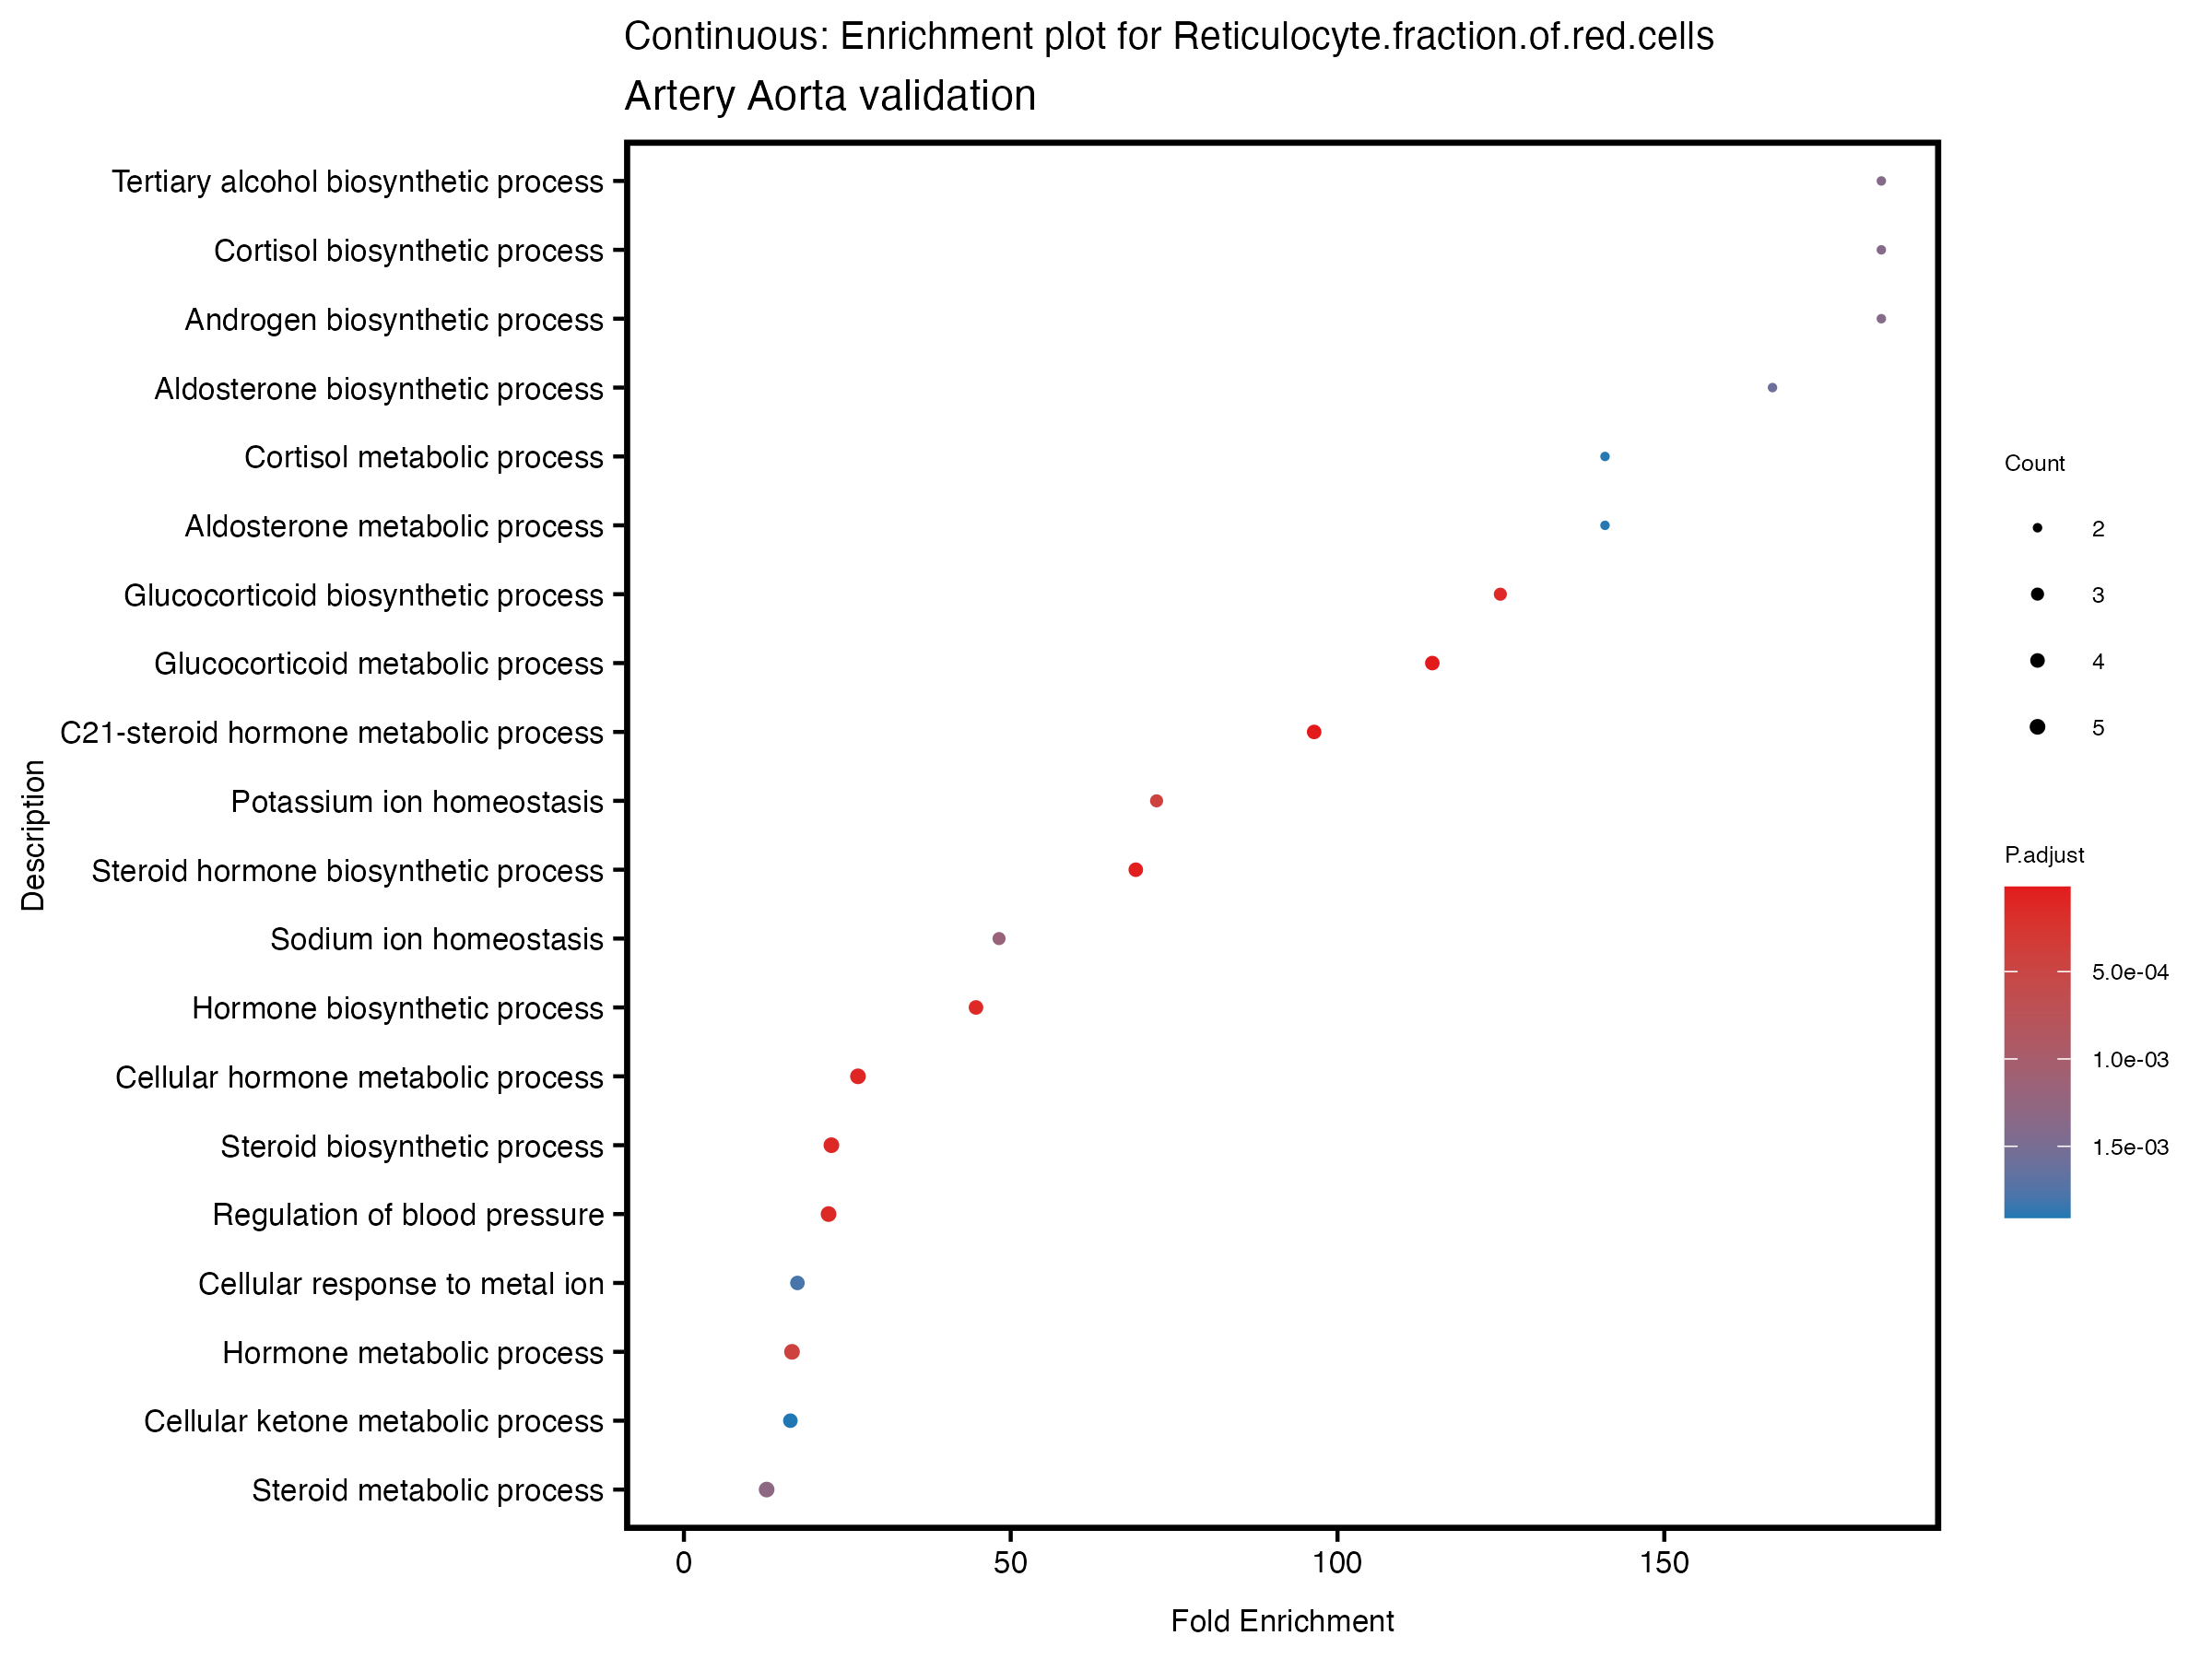 Continuous: Enrichment plot for Reticulocyte.fraction.of.red.cells
Artery Aorta validation
Tertiary alcohol biosynthetic process
Cortisol biosynthetic process
Androgen biosynthetic process
Aldosterone biosynthetic process
Cortisol metabolic process
Aldosterone metabolic process
Glucocorticoid biosynthetic process
Glucocorticoid metabolic process
C21-steroid hormone metabolic process
Potassium ion homeostasis
Steroid hormone biosynthetic process
Sodium ion homeostasis
Hormone biosynthetic process
Cellular hormone metabolic process
Steroid biosynthetic process
Regulation of blood pressure
Cellular response to metal ion
Hormone metabolic process
Cellular ketone metabolic process
Steroid metabolic process
Description
0 50 100 150
Fold Enrichment
Count
2
3
4
5
P.adjust
5.0e-04
1.0e-03
1.5e-03